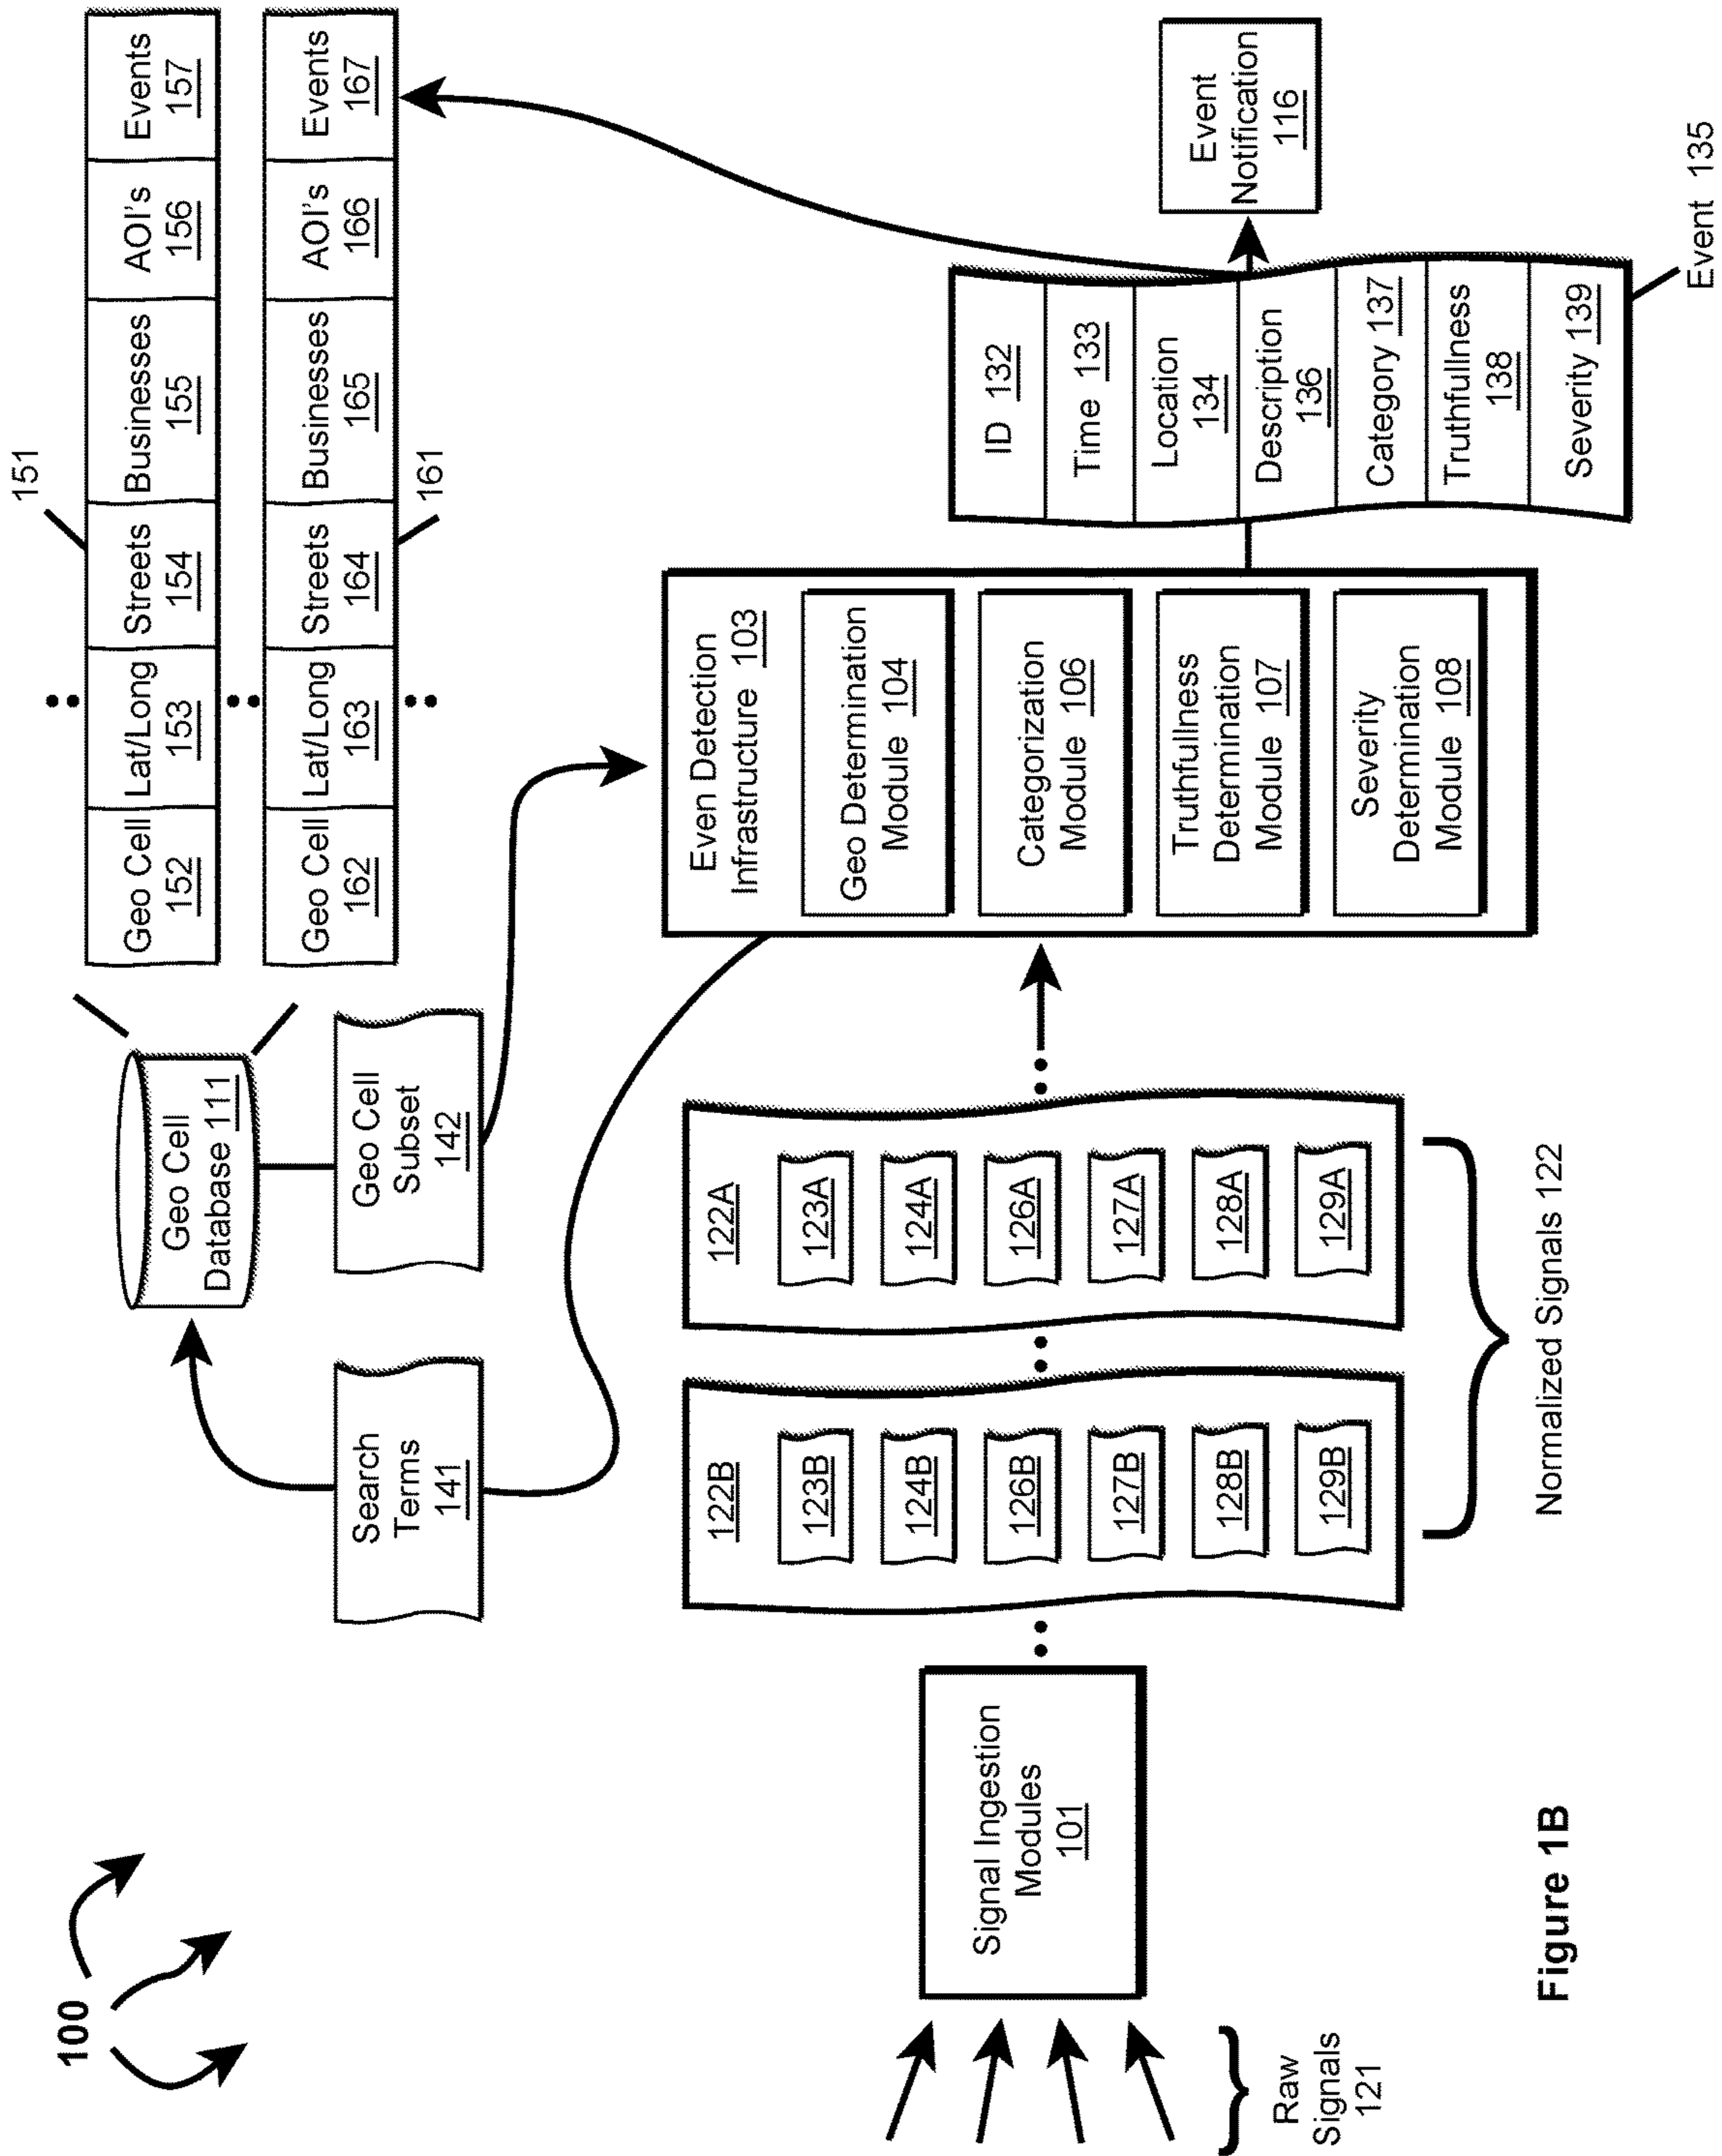 100
151
Geo Cell
152
Lat/Long
153
Streets
154
Businesses
155
AOI's
156
Events
157
Geo Cell
162
Lat/Long
163
Streets
164
Businesses
165
AOI's
166
Events
167
161
Geo Cell
Database 111
Search
Terms
141
Geo Cell
Subset
142
Raw
Signals
121
Signal Ingestion
Modules
101
122B
123B
124B
126B
127B
128B
129B
122A
123A
124A
126A
127A
128A
129A
Normalized Signals 122
Even Detection
Infrastructure 103
Geo Determination
Module 104
Categorization
Module 106
Truthfullness
Determination
Module 107
Severity
Determination
Module 108
ID 132
Time 133
Location
134
Description
136
Category 137
Truthfullness
138
Severity 139
Event 135
Event
Notification
116
Figure 1B